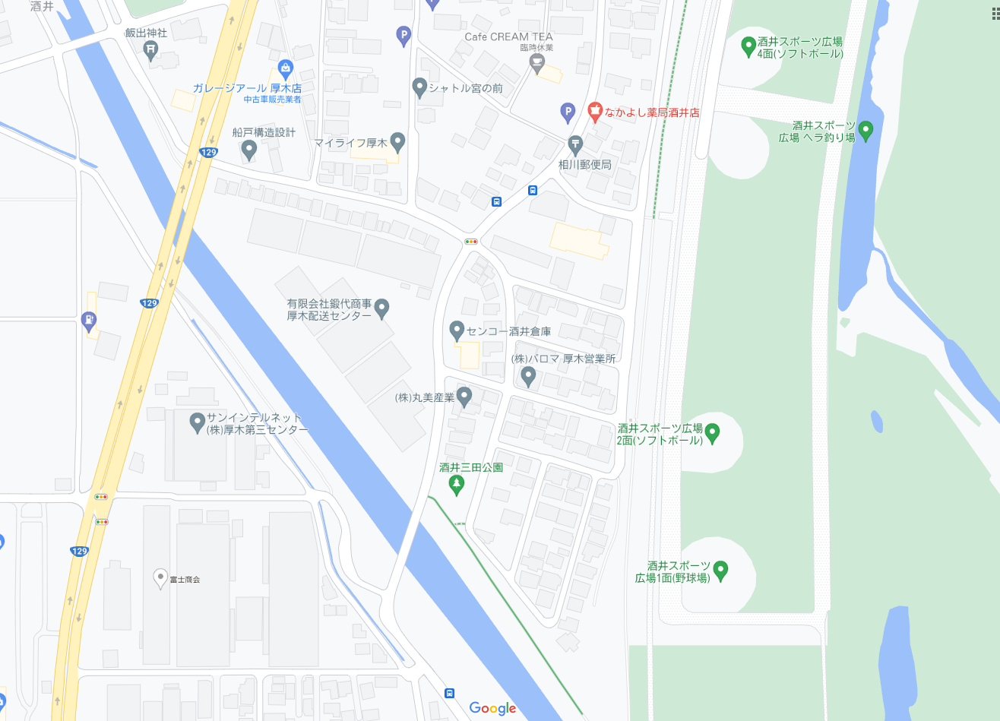 酒井
飯出神社
Cafe CREAM TEA
臨時休業
酒井スポーツ広場
4面(ソフトボール)
P
P
ガレージアール 厚木店
中古車販売業者
シャトル宮の前
P
なかよし薬局酒井店
酒井スポーツ
広場 ヘラ釣り場
船戸構造設計
マイライフ厚木
129
相川郵便局
有限会社鍛代商事
厚木配送センター
129
センコー酒井倉庫
(株)パロマ 厚木営業所
(株)丸美産業
サンインテルネット
(株)厚木第三センター
酒井スポーツ広場
2面(ソフトボール)
酒井三田公園
129
酒井スポーツ
広場1面(野球場)
富士商会
Google